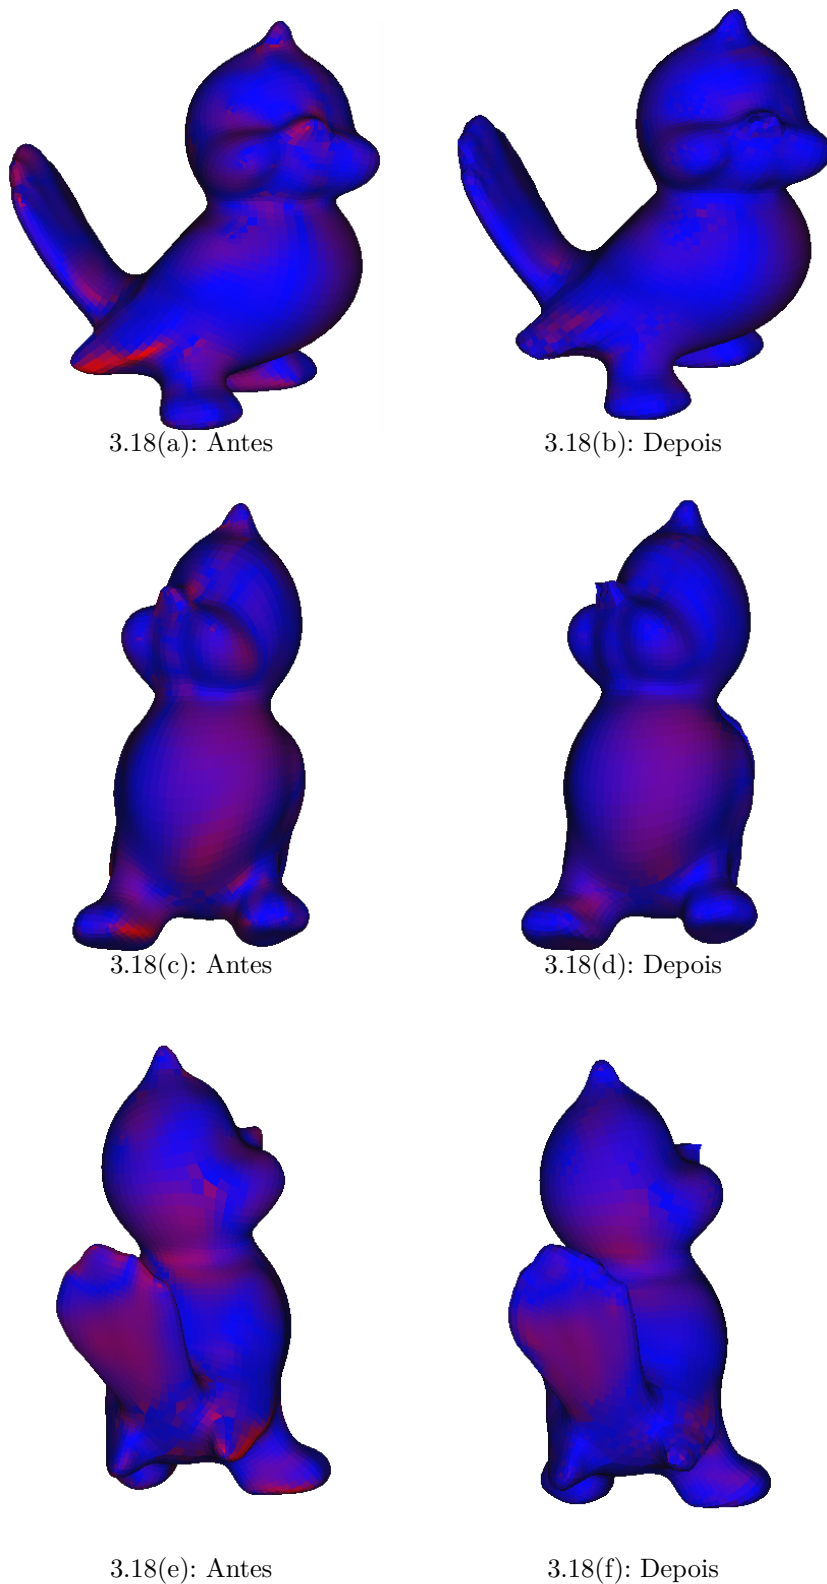 3.18(a): Antes
3.18(b): Depois
3.18(c): Antes
3.18(d): Depois
3.18(e): Antes
3.18(f): Depois